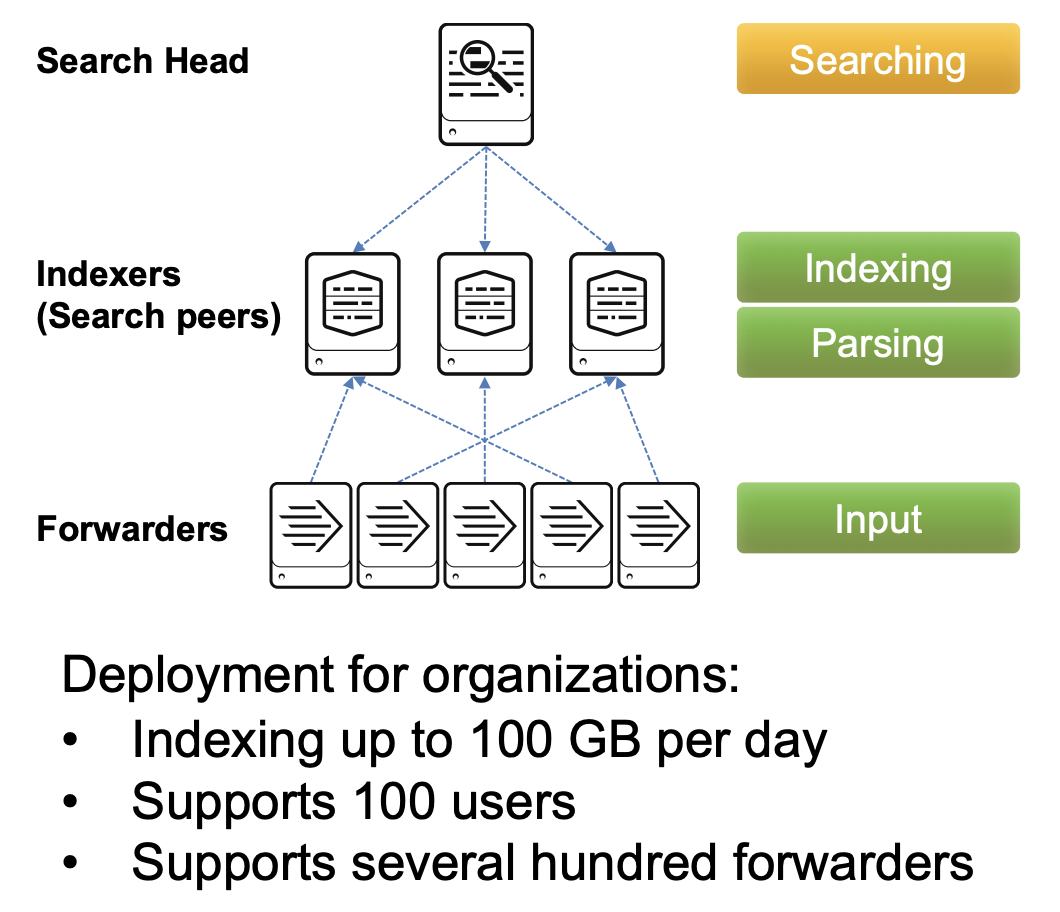 Search Head
Searching
Indexers
(Search peers)
Indexing
Parsing
Forwarders
Input
Deployment for organizations:
• Indexing up to 100 GB per day
• Supports 100 users
• Supports several hundred forwarders